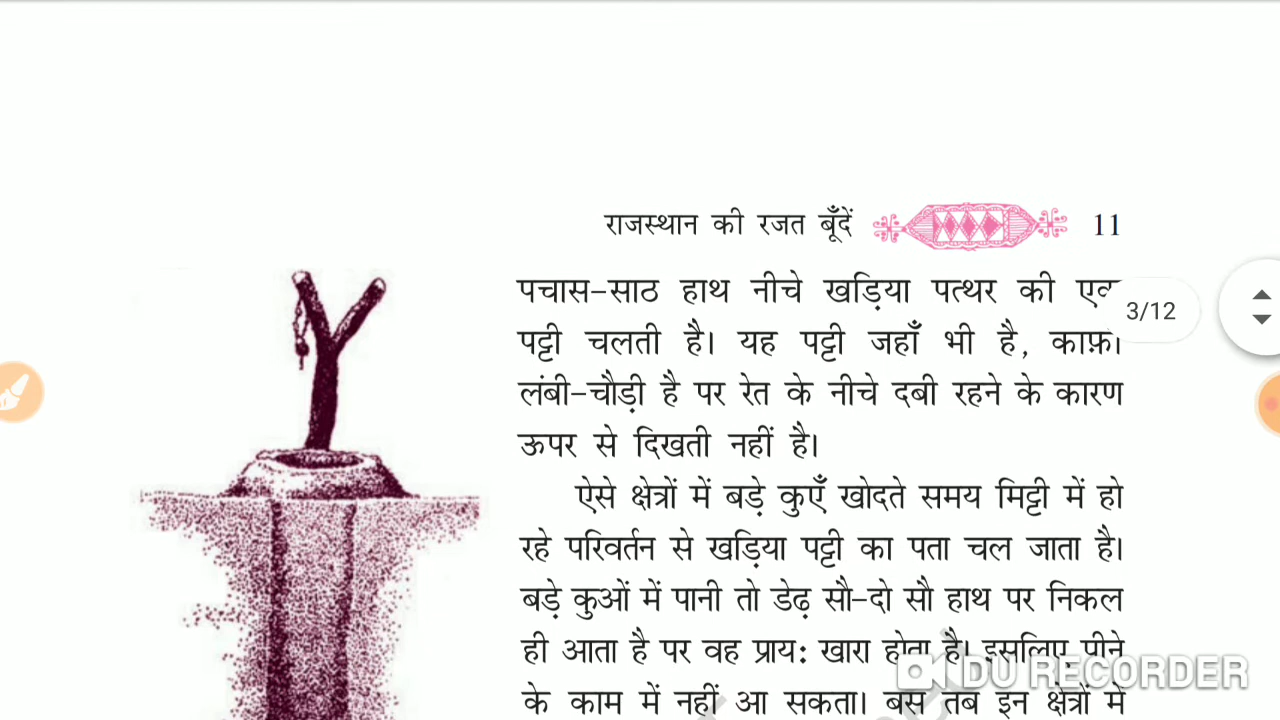 राजस्थान की रजत बूँदें 11
पचास-साठ हाथ नीचे खड़िया पत्थर की
3/12
पट्टी चलती है। यह पट्टी जहाँ भी है, काफ़ी
लंबी-चौड़ी है पर रेत के नीचे दबी रहने के कारण
ऊपर से दिखती नहीं है।
ऐसे क्षेत्रों में बड़े कुएँ खोदते समय मिट्टी में हो
रहे परिवर्तन से खड़िया पट्टी का पता चल जाता है।
बड़े कुओं में पानी तो डेढ़ सौ-दो सौ हाथ पर निकल
ही आता है पर वह प्राय: खारा होता है। इसलिए पीने
DU RECORDER
के काम में नहीं आ सकता। बस तब इन क्षेत्रों में